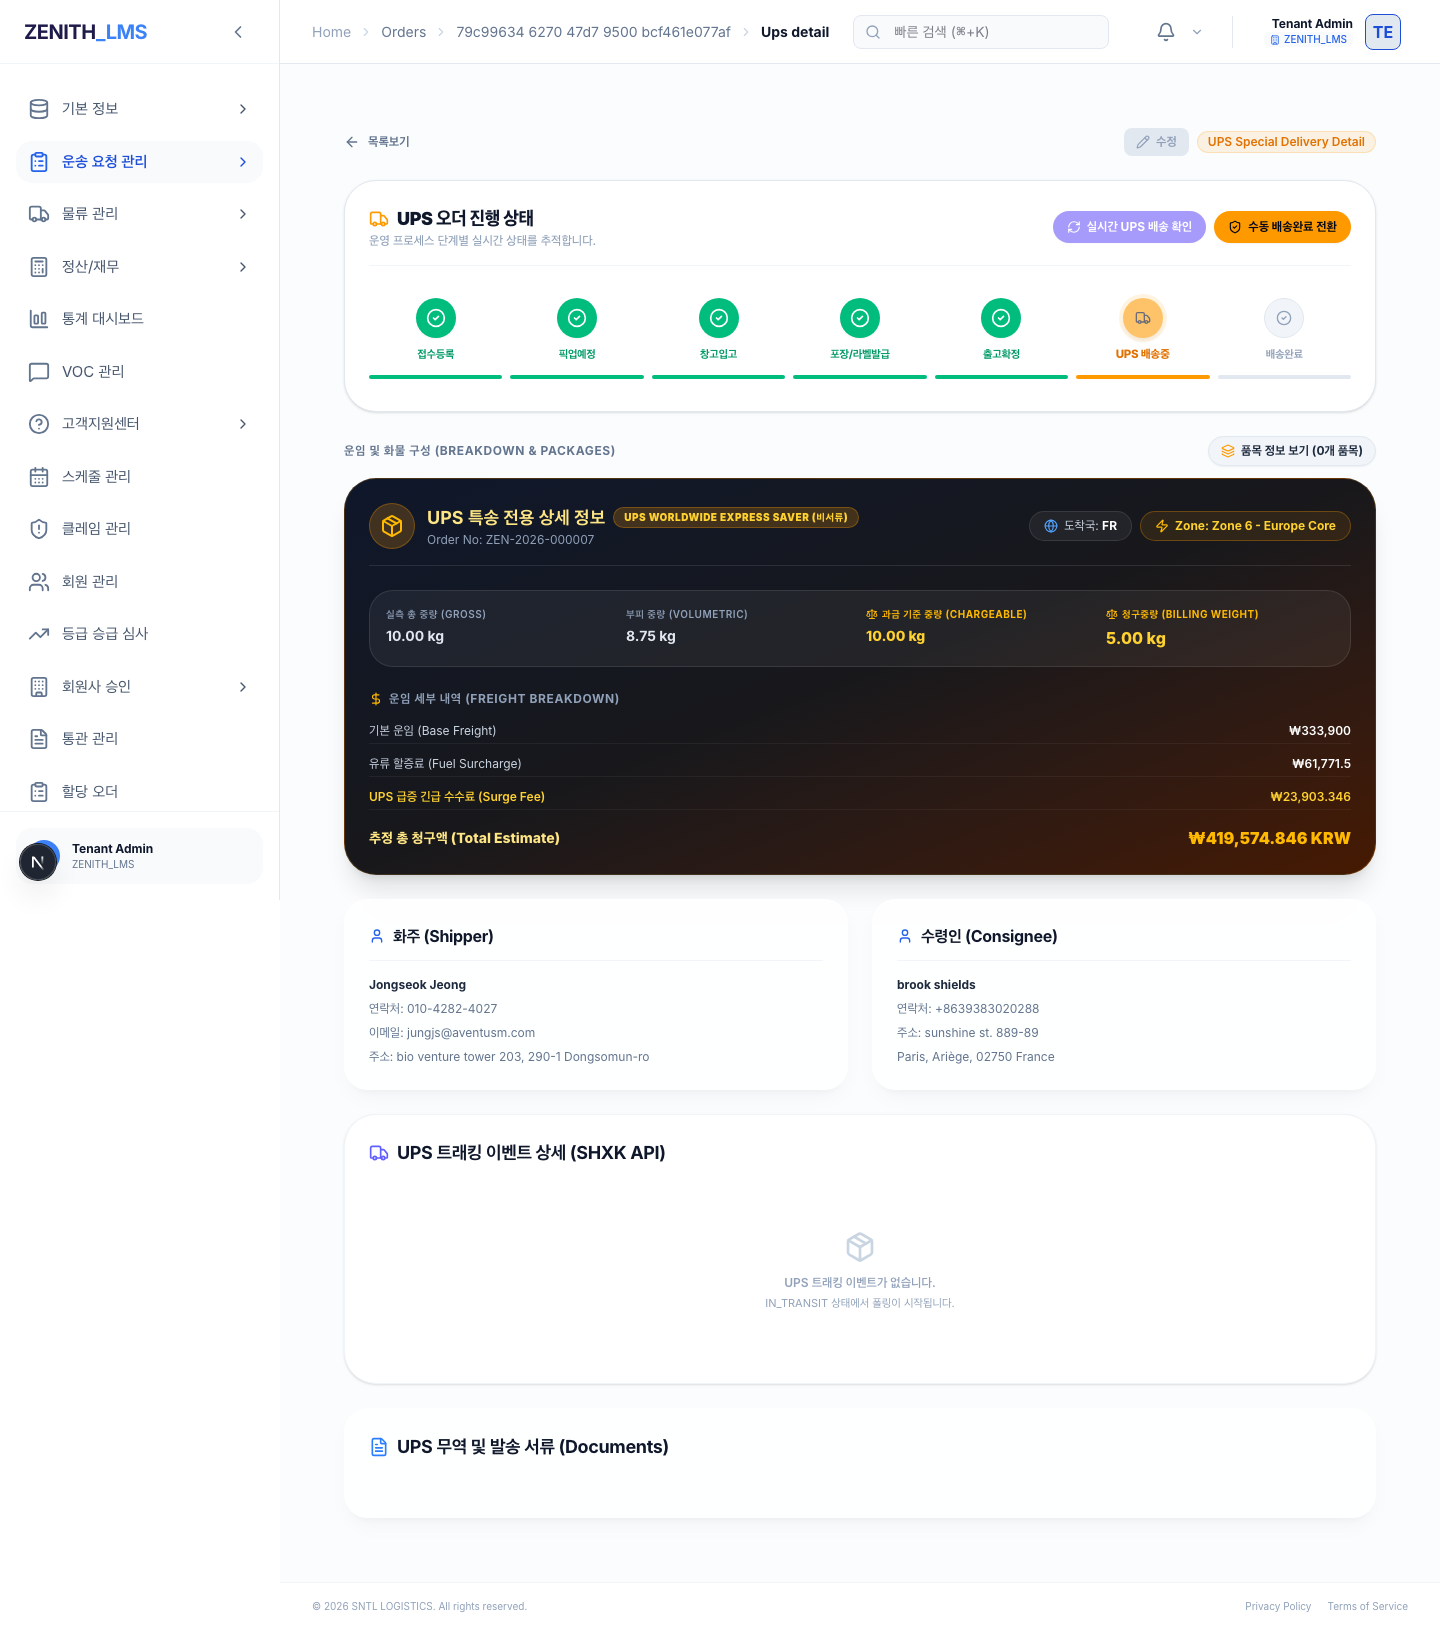 ZENITH_LMS
Home
Orders
79c99634 6270 47d7 9500 bcf461e077af
Ups detail
빠른 검색 (⌘+K)
Tenant Admin
ZENITH_LMS
TE
기본 정보
운송 요청 관리
물류 관리
정산/재무
통계 대시보드
VOC 관리
고객지원센터
스케줄 관리
클레임 관리
회원 관리
등급 승급 심사
회원사 승인
통관 관리
할당 오더
Tenant Admin
ZENITH_LMS
N
목록보기
수정
UPS Special Delivery Detail
UPS 오더 진행 상태
운영 프로세스 단계별 실시간 상태를 추적합니다.
실시간 UPS 배송 확인
수동 배송완료 전환
접수등록
픽업예정
창고입고
포장/라벨발급
출고확정
UPS 배송중
배송완료
운임 및 화물 구성 (BREAKDOWN & PACKAGES)
품목 정보 보기 (0개 품목)
UPS 특송 전용 상세 정보
UPS WORLDWIDE EXPRESS SAVER (비서류)
Order No: ZEN-2026-000007
도착국: FR
Zone: Zone 6 - Europe Core
실측 총 중량 (GROSS)
10.00 kg
부피 중량 (VOLUMETRIC)
8.75 kg
과금 기준 중량 (CHARGEABLE)
10.00 kg
청구중량 (BILLING WEIGHT)
5.00 kg
운임 세부 내역 (FREIGHT BREAKDOWN)
기본 운임 (Base Freight)
₩333,900
유류 할증료 (Fuel Surcharge)
₩61,771.5
UPS 급증 긴급 수수료 (Surge Fee)
₩23,903.346
추정 총 청구액 (Total Estimate)
₩419,574.846 KRW
화주 (Shipper)
Jongseok Jeong
연락처: 010-4282-4027
이메일: jungjs@aventusm.com
주소: bio venture tower 203, 290-1 Dongsomun-ro
수령인 (Consignee)
brook shields
연락처: +8639383020288
주소: sunshine st. 889-89
Paris, Ariège, 02750 France
UPS 트래킹 이벤트 상세 (SHXK API)
UPS 트래킹 이벤트가 없습니다.
IN_TRANSIT 상태에서 폴링이 시작됩니다.
UPS 무역 및 발송 서류 (Documents)
© 2026 SNTL LOGISTICS. All rights reserved.
Privacy Policy
Terms of Service